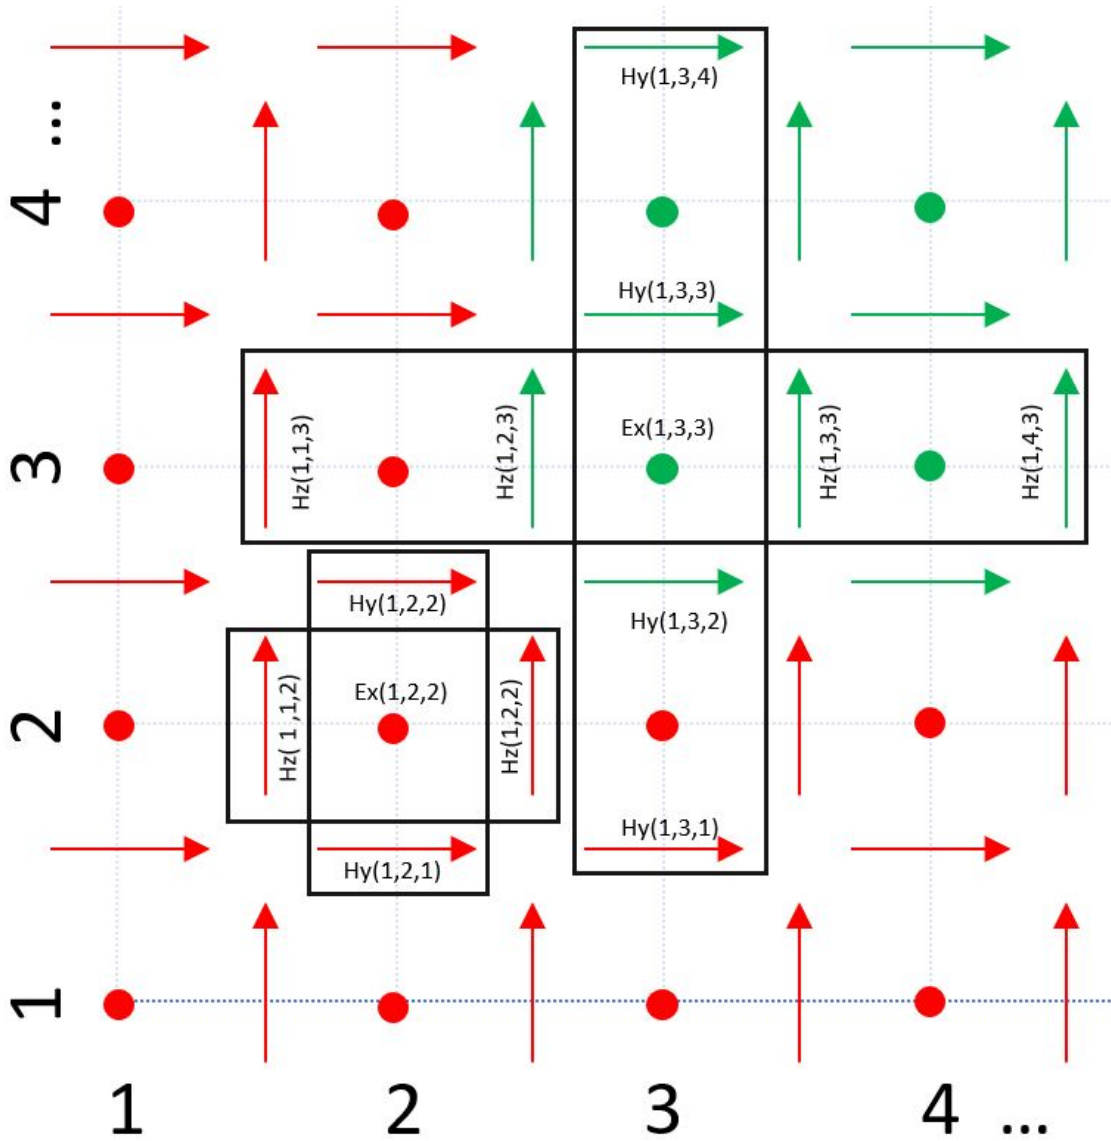 Hy(1,3,4)
4 ...
Hy(1,3,3)
3
Hz(1,1,3)
Hz(1,2,3)
Ex(1,3,3)
Hz(1,3,3)
Hz(1,4,3)
Hy(1,2,2)
Hy(1,3,2)
2
Hz( 1 ,1,2)
Ex(1,2,2)
Hz(1,2,2)
Hy(1,3,1)
Hy(1,2,1)
1
1 2 3 4 ...